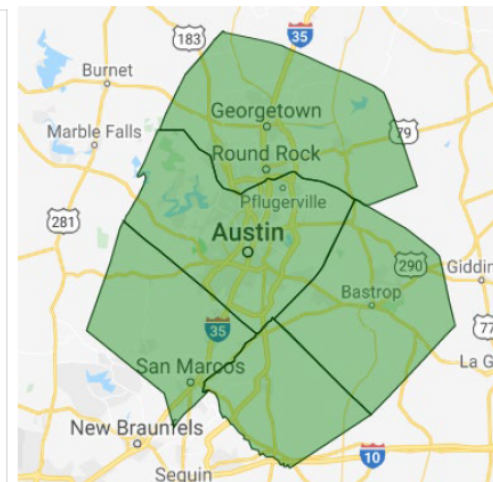 183
35
Burnet
Georgetown
Marble Falls
79
Round Rock
Pflugerville
281
Austin
290
Giddin
Bastrop
35
77
La G
San Marcos
New Braunfels
10
Seguin